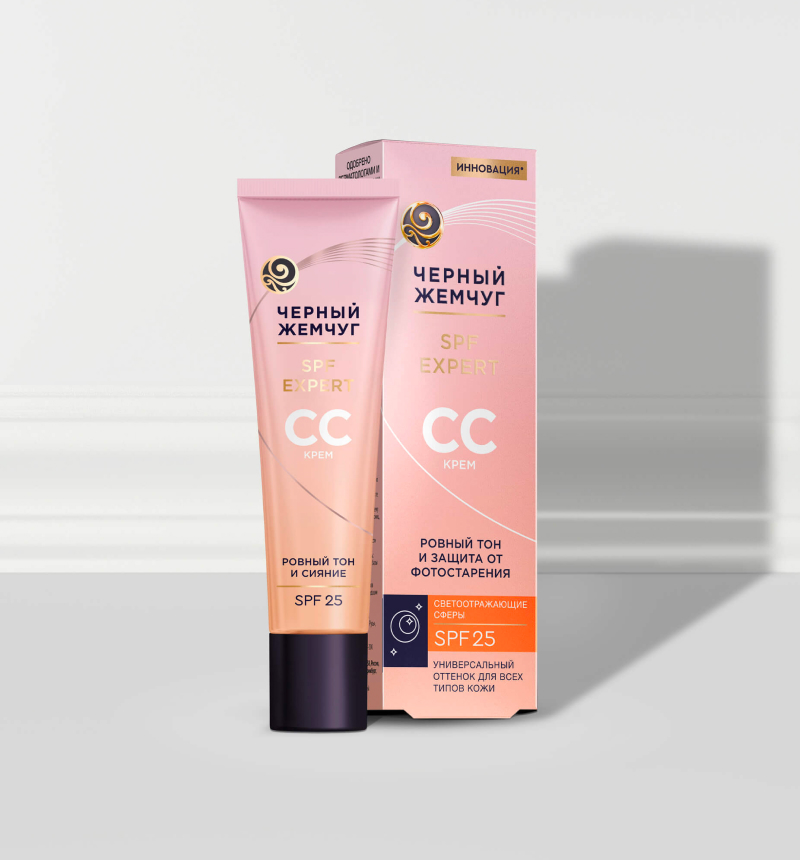 ЧЕРНЫЙ
ЖЕМЧУГ
SPF
EXPERT
CC
КРЕМ
РОВНЫЙ ТОН
И СИЯНИЕ
SPF 25
ОДОБРЕНО
ИННОВАЦИЯ*
ЧЕРНЫЙ
ЖЕМЧУГ
SPF
EXPERT
CC
КРЕМ
РОВНЫЙ ТОН
И ЗАЩИТА ОТ
ФОТОСТАРЕНИЯ
СВЕТООТРАЖАЮЩИЕ
СФЕРЫ
SPF 25
УНИВЕРСАЛЬНЫЙ
ОТТЕНОК ДЛЯ ВСЕХ
ТИПОВ КОЖИ